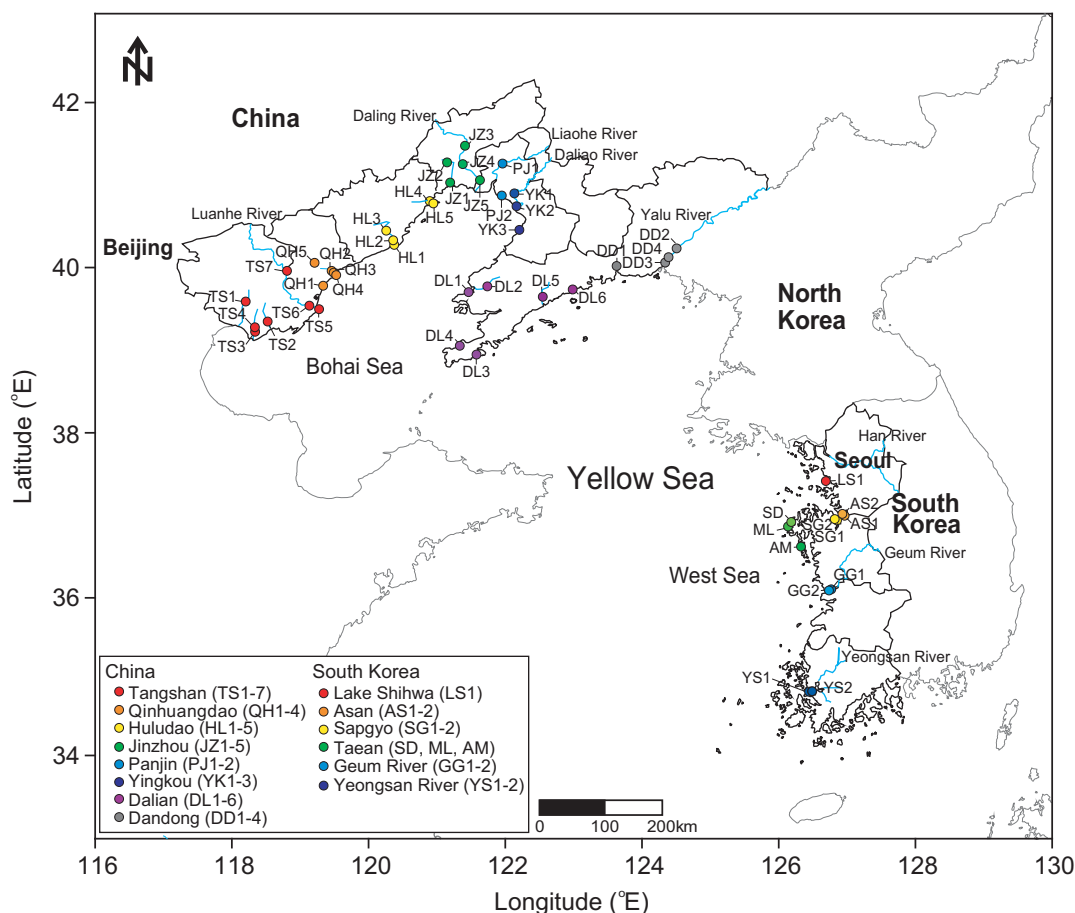 N
42
40
38
36
34
116
118
120
122
124
126
128
130
Latitude (°E)
Longitude (°E)
China
Beijing
North
Korea
South
Korea
Seoul
Bohai Sea
Yellow Sea
West Sea
Daling River
Liaohe River
Daliao River
Luanhe River
Yalu River
Han River
Geum River
Yeongsan River
JZ3
JZ4
JZ2
JZ1
JZ5
PJ1
PJ2
YK1
YK2
YK3
HL4
HL5
HL3
HL2
HL1
QH5
QH2
QH3
QH1
QH4
TS7
TS1
TS4
TS6
TS5
TS3
TS2
DL1
DL2
DL5
DL6
DL4
DL3
DD1
DD2
DD4
DD3
LS1
AS2
AS1
SD
ML
SG2
SG1
AM
GG1
GG2
YS1
YS2
China
Tangshan (TS1-7)
Qinhuangdao (QH1-4)
Huludao (HL1-5)
Jinzhou (JZ1-5)
Panjin (PJ1-2)
Yingkou (YK1-3)
Dalian (DL1-6)
Dandong (DD1-4)
South Korea
Lake Shihwa (LS1)
Asan (AS1-2)
Sapgyo (SG1-2)
Taean (SD, ML, AM)
Geum River (GG1-2)
Yeongsan River (YS1-2)
0 100 200km